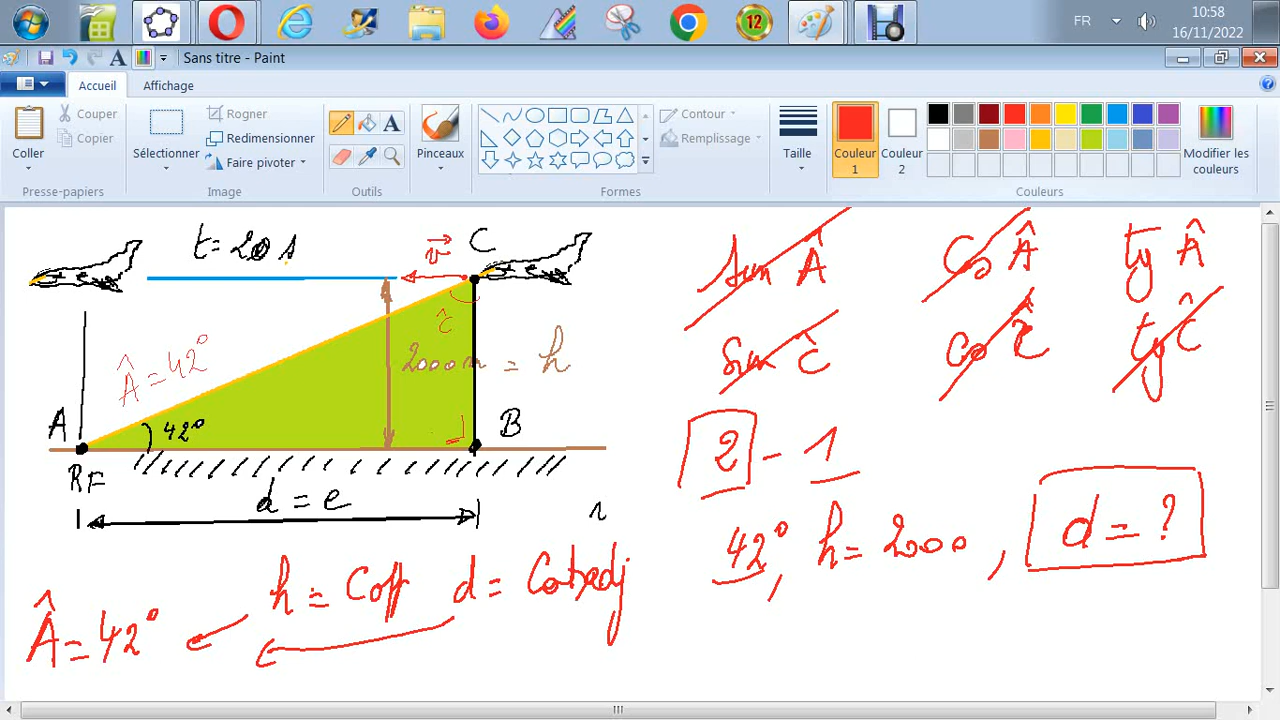 12
FR
10:58
16/11/2022
Sans titre - Paint
Accueil
Affichage
Coller
Couper
Copier
Presse-papiers
Sélectionner
Rogner
Redimensionner
Faire pivoter
Image
A
Outils
Pinceaux
Formes
Contour
Remplissage
Taille
Couleur 1
Couleur 2
Modifier les couleurs
Couleurs
t=20 s
v
C
Ĉ
Â=42°
2000m = h
A
42°
B
RF
d = e
h = Coff
Â=42°
sin Â
Cos Â
tg Â
sin Ĉ
cos Ĉ
tg Ĉ
2 - 1
42°, h=2000, d=?